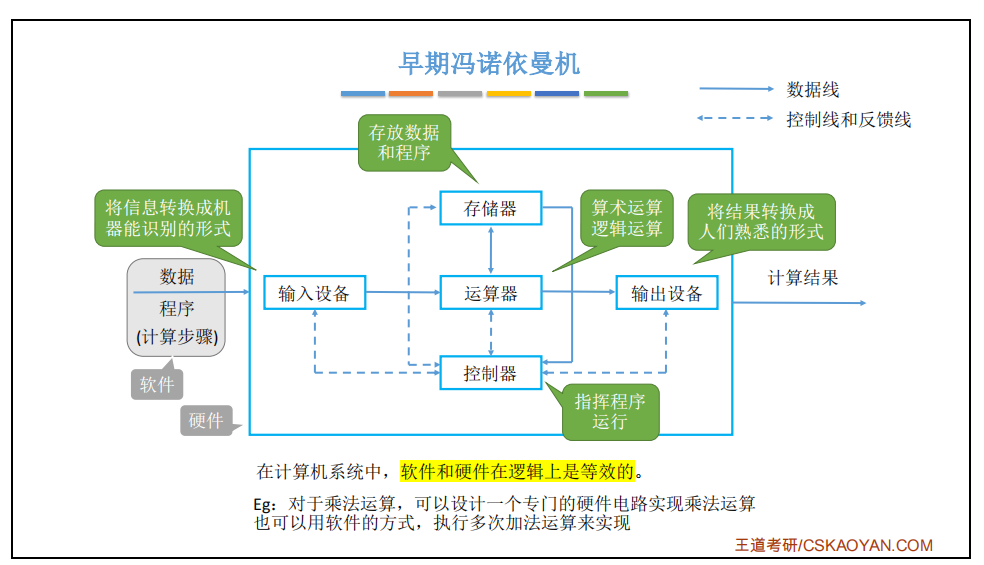 早期冯诺依曼机
数据线
控制线和反馈线
存放数据
和程序
将信息转换成机
器能识别的形式
存储器
算术运算
逻辑运算
将结果转换成
人们熟悉的形式
数据
程序
(计算步骤)
输入设备
运算器
输出设备
计算结果
控制器
软件
硬件
指挥程序
运行
在计算机系统中，软件和硬件在逻辑上是等效的。
Eg：对于乘法运算，可以设计一个专门的硬件电路实现乘法运算
也可以用软件的方式，执行多次加法运算来实现
王道考研/CSKAOYAN.COM